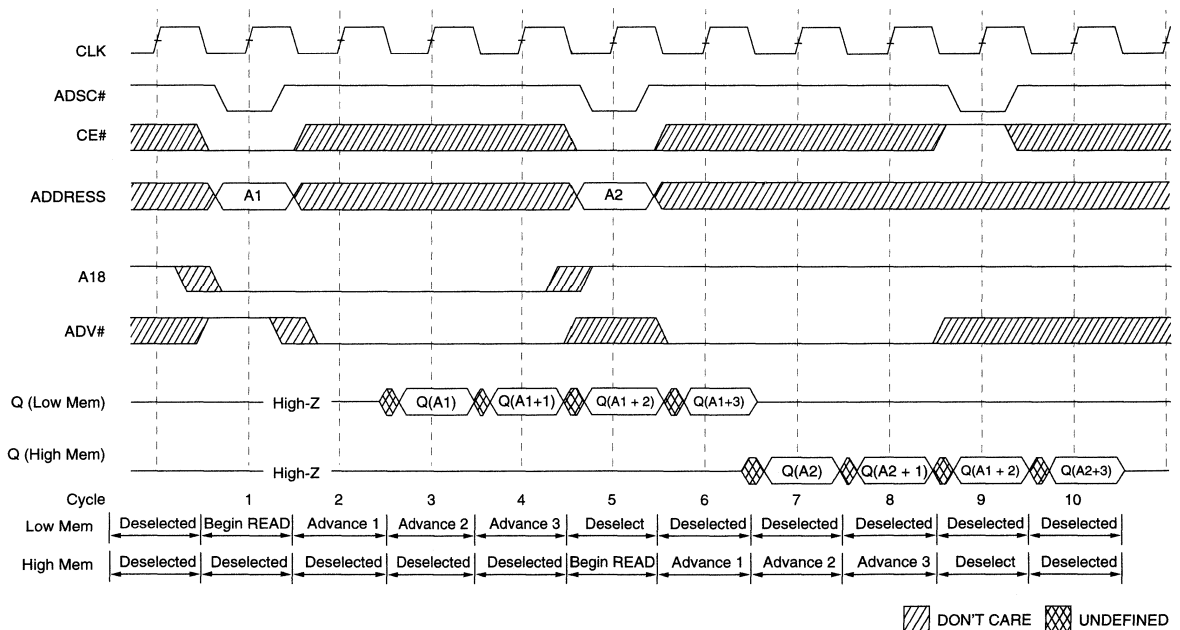 CLK
ADSC#
CE#
ADDRESS A1 A2
A18
ADV#
Q (Low Mem) High-Z Q(A1) Q(A1+1) Q(A1 + 2) Q(A1+3)
Q (High Mem) High-Z Q(A2) Q(A2 + 1) Q(A1 + 2) Q(A2+3)
Cycle 1 2 3 4 5 6 7 8 9 10
Low Mem Deselected Begin READ Advance 1 Advance 2 Advance 3 Deselect Deselected Deselected Deselected Deselected Deselected
High Mem Deselected Deselected Deselected Deselected Deselected Begin READ Advance 1 Advance 2 Advance 3 Deselect Deselected
DON'T CARE UNDEFINED